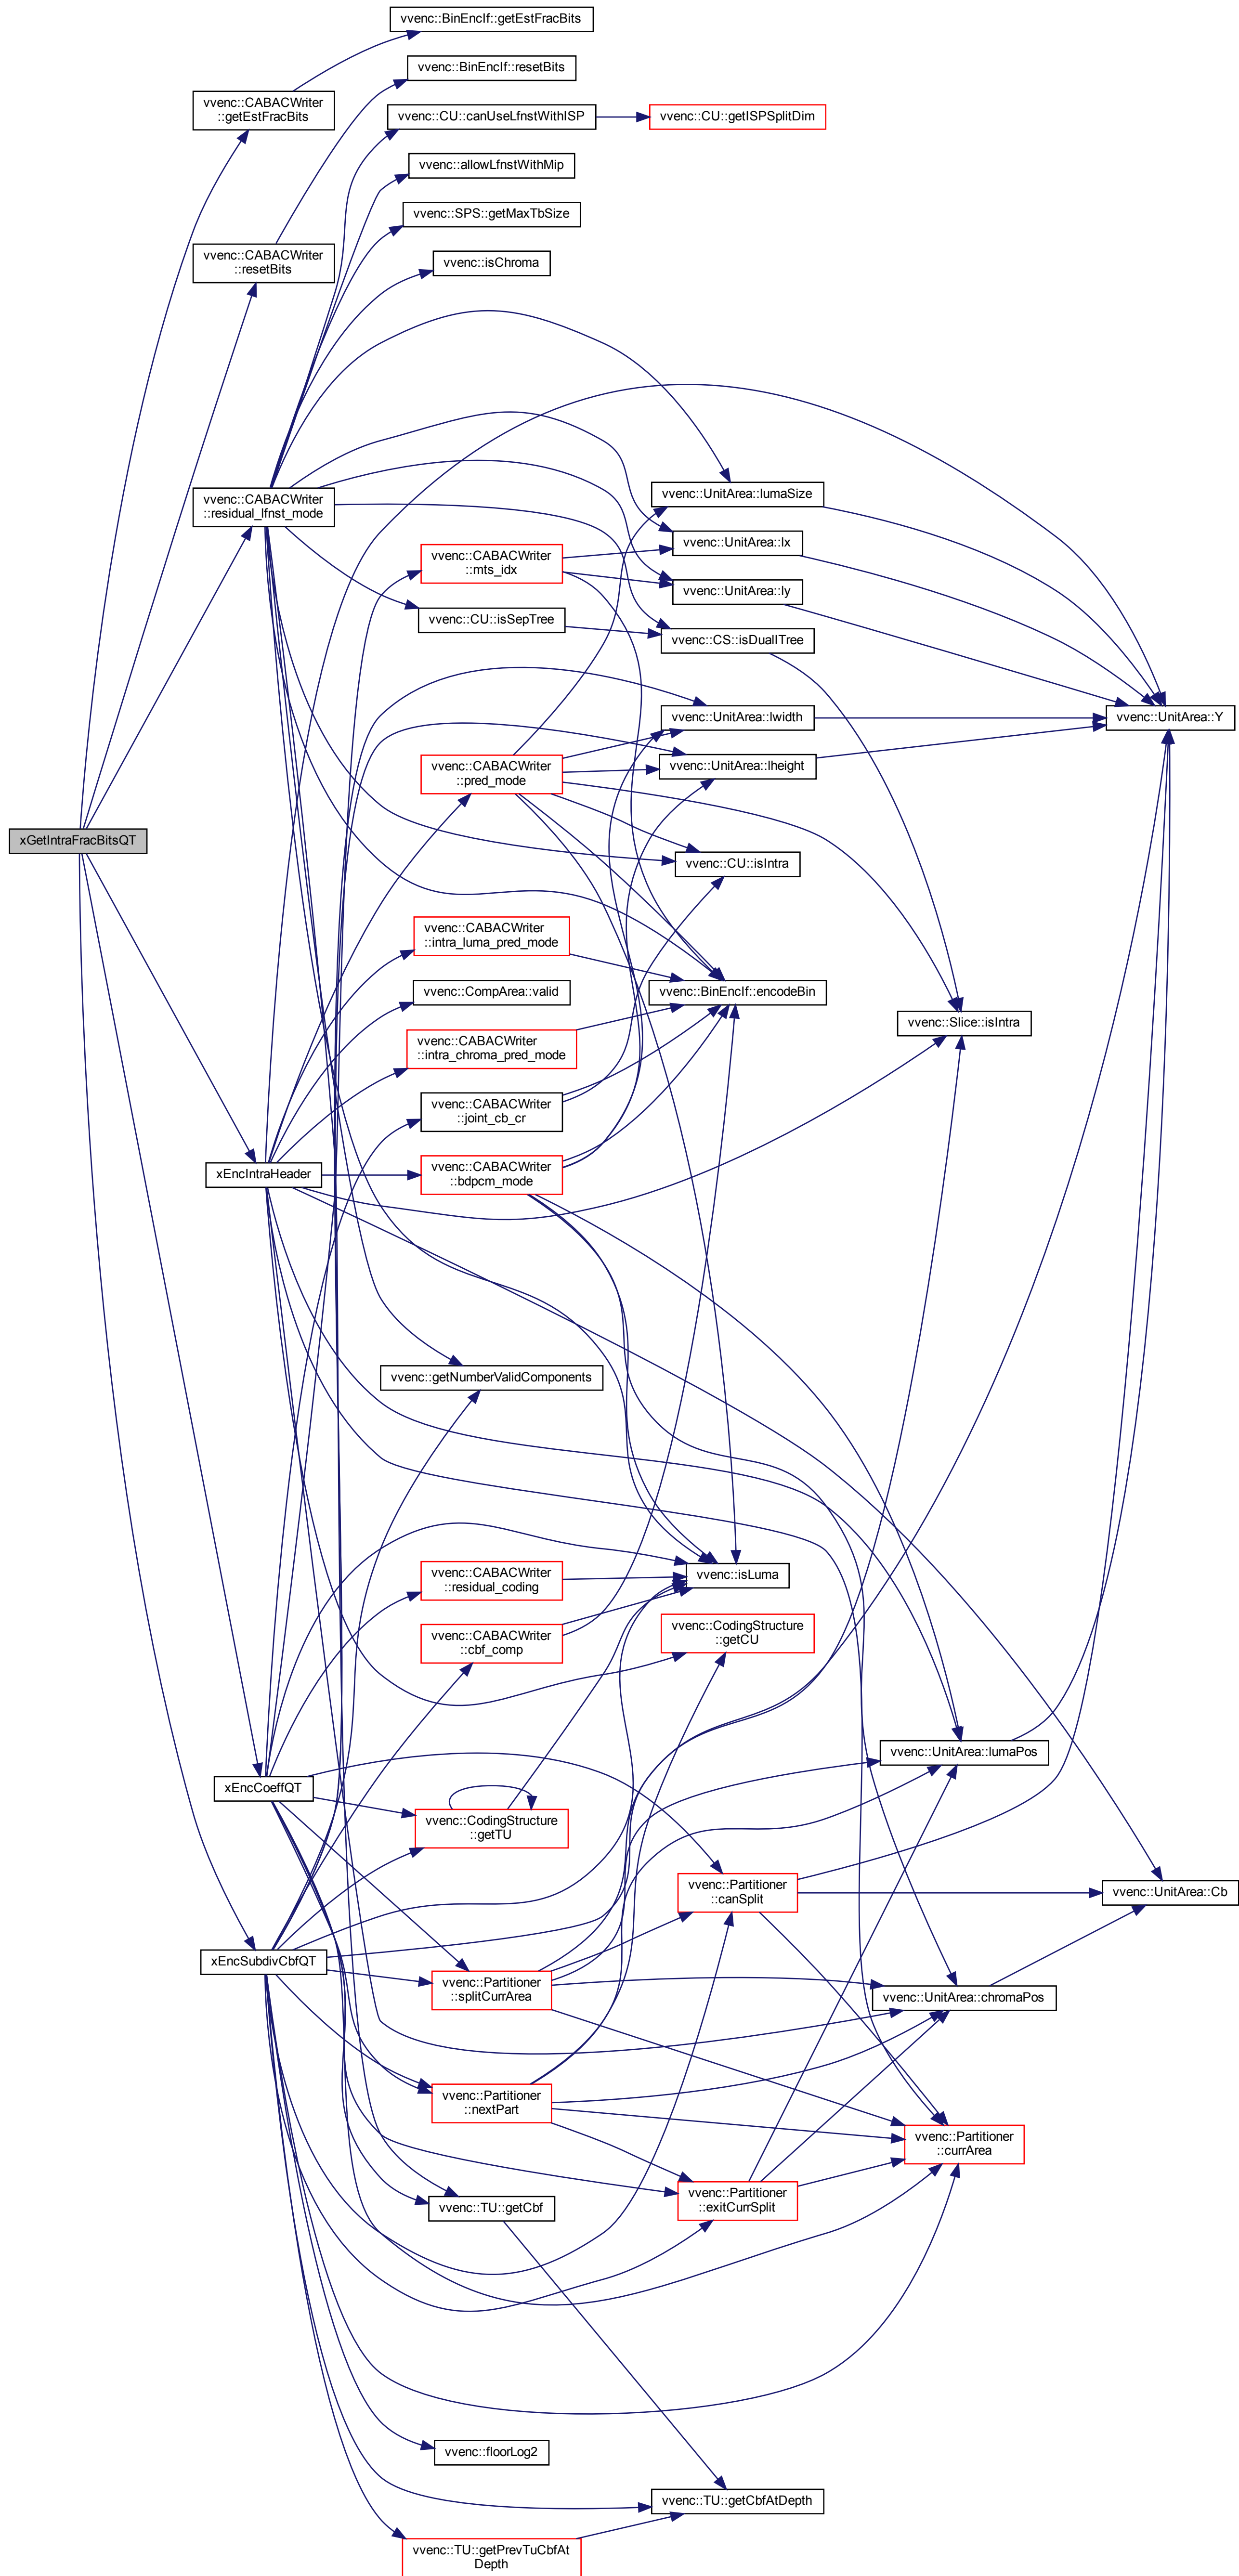 vvenc::BinEncIf::getEstFracBits
vvenc::BinEncIf::resetBits
vvenc::CABACWriter
::getEstFracBits
vvenc::CU::canUseLfnstWithISP
vvenc::CU::getISPSplitDim
vvenc::allowLfnstWithMip
vvenc::SPS::getMaxTbSize
vvenc::CABACWriter
::resetBits
vvenc::isChroma
vvenc::CABACWriter
::residual_lfnst_mode
vvenc::UnitArea::lumaSize
vvenc::UnitArea::lx
vvenc::CABACWriter
::mts_idx
vvenc::UnitArea::ly
vvenc::CU::isSepTree
vvenc::CS::isDualITree
vvenc::UnitArea::lwidth
vvenc::UnitArea::Y
vvenc::CABACWriter
::pred_mode
vvenc::UnitArea::lheight
xGetIntraFracBitsQT
vvenc::CU::isIntra
vvenc::CABACWriter
::intra_luma_pred_mode
vvenc::CompArea::valid
vvenc::BinEncIf::encodeBin
vvenc::Slice::isIntra
vvenc::CABACWriter
::intra_chroma_pred_mode
vvenc::CABACWriter
::joint_cb_cr
xEncIntraHeader
vvenc::CABACWriter
::bdpcm_mode
vvenc::getNumberValidComponents
vvenc::CABACWriter
::residual_coding
vvenc::isLuma
vvenc::CABACWriter
::cbf_comp
vvenc::CodingStructure
::getCU
vvenc::UnitArea::lumaPos
xEncCoeffQT
vvenc::CodingStructure
::getTU
vvenc::Partitioner
::canSplit
vvenc::UnitArea::Cb
xEncSubdivCbfQT
vvenc::Partitioner
::splitCurrArea
vvenc::UnitArea::chromaPos
vvenc::Partitioner
::nextPart
vvenc::Partitioner
::currArea
vvenc::TU::getCbf
vvenc::Partitioner
::exitCurrSplit
vvenc::floorLog2
vvenc::TU::getCbfAtDepth
vvenc::TU::getPrevTuCbfAt
Depth